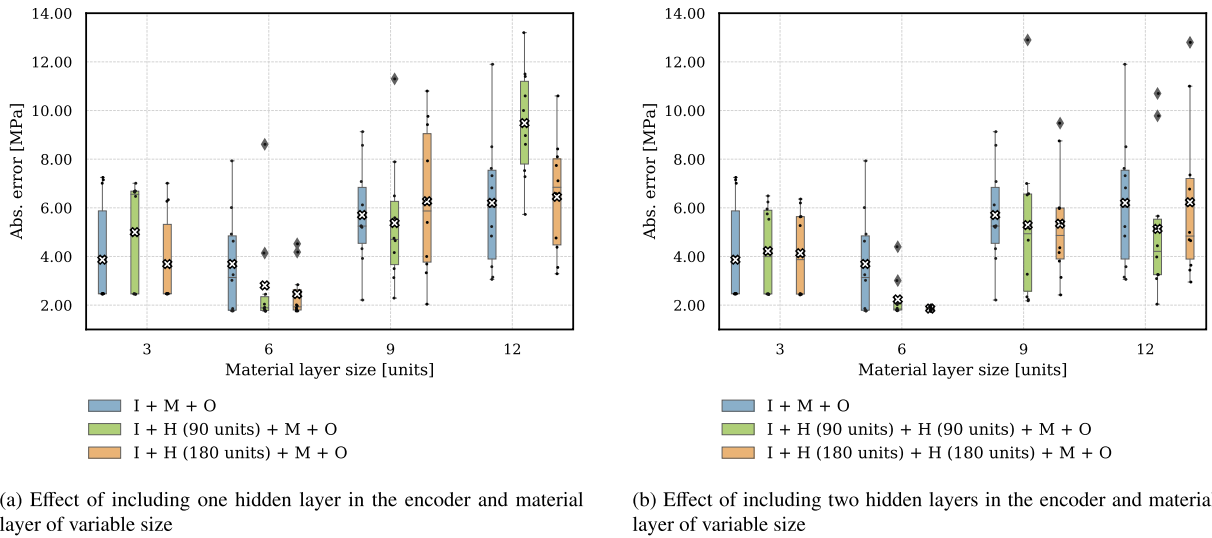 14.00
12.00
10.00
8.00
6.00
4.00
2.00
Abs. error [MPa]
3 6 9 12
Material layer size [units]
I + M + O
I + H (90 units) + M + O
I + H (180 units) + M + O
(a) Effect of including one hidden layer in the encoder and material
layer of variable size
14.00
12.00
10.00
8.00
6.00
4.00
2.00
Abs. error [MPa]
3 6 9 12
Material layer size [units]
I + M + O
I + H (90 units) + H (90 units) + M + O
I + H (180 units) + H (180 units) + M + O
(b) Effect of including two hidden layers in the encoder and materia
layer of variable size